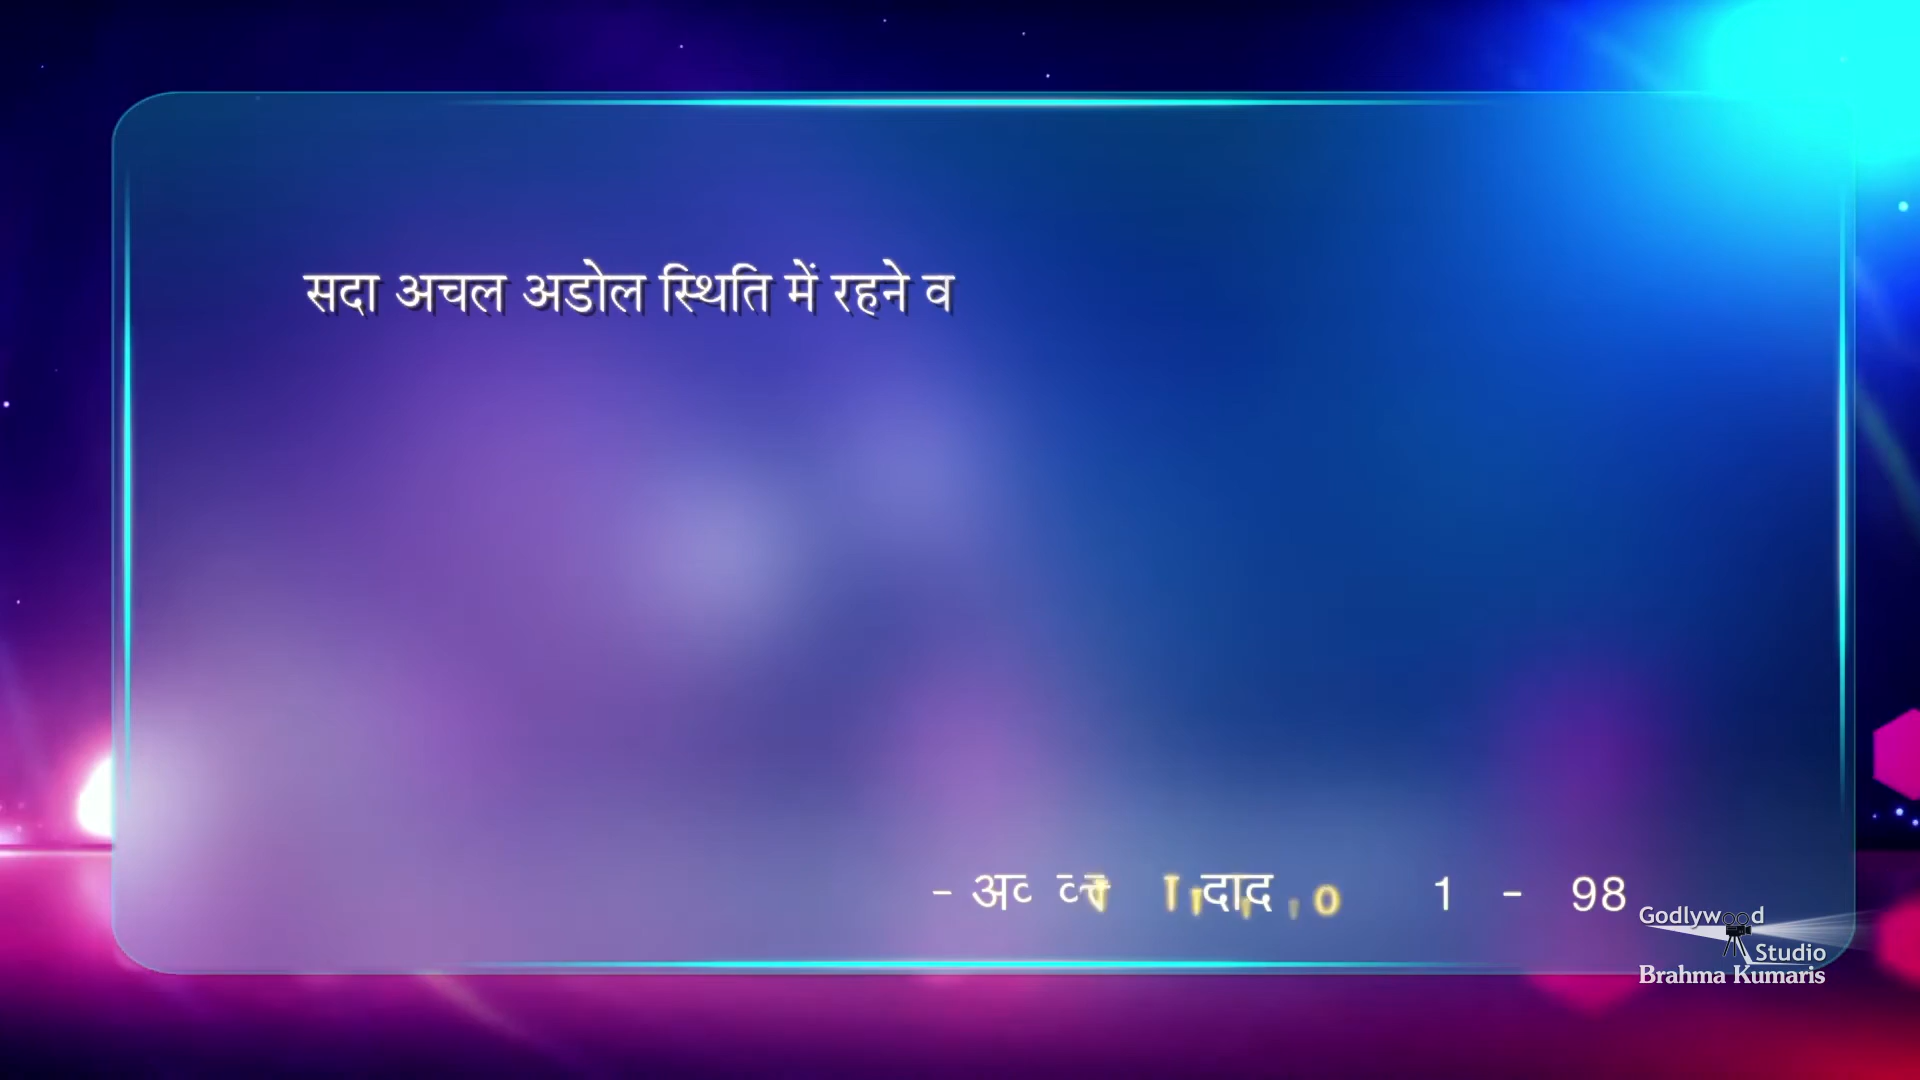 सदा अचल अडोल स्थिति में रहने व
1 - 98
Godlywood
Studio
Brahma Kumaris